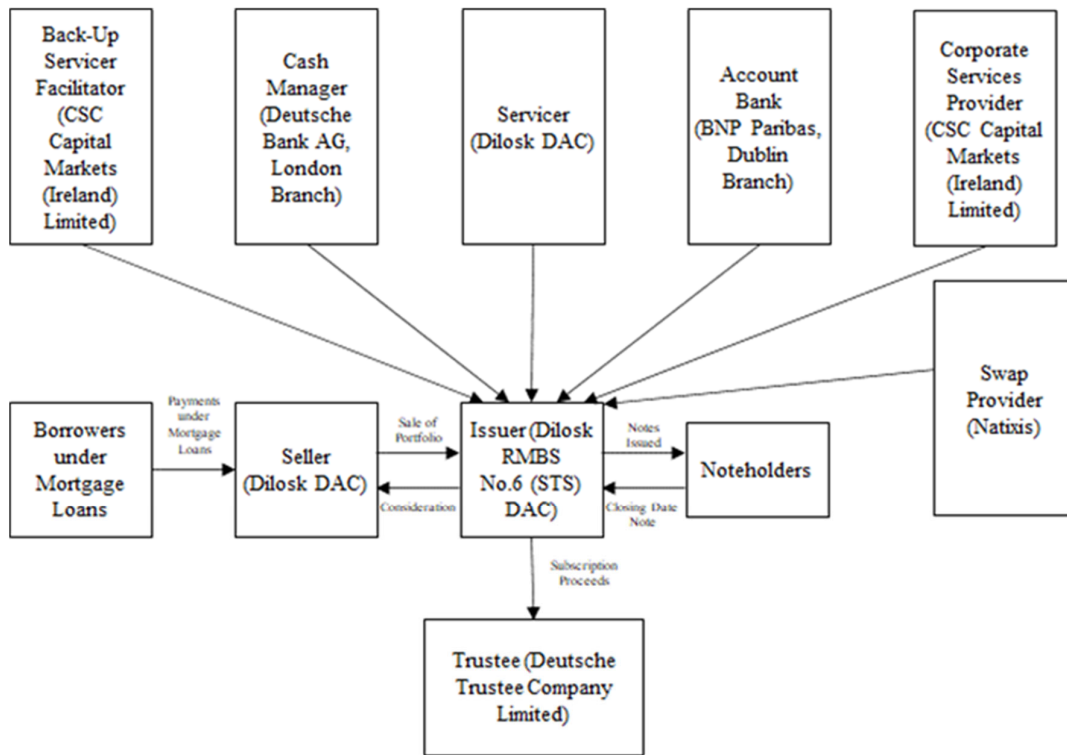 Back-Up
Servicer
Facilitator
(CSC
Capital
Markets
(Ireland)
Limited)
Cash
Manager
(Deutsche
Bank AG,
London
Branch)
Servicer
(Dilosk DAC)
Account
Bank
(BNP Paribas,
Dublin
Branch)
Corporate
Services
Provider
(CSC Capital
Markets
(Ireland)
Limited)
Swap
Provider
(Natixis)
Borrowers
under
Mortgage
Loans
Payments
under
Mortgage
Loans
Seller
(Dilosk DAC)
Sale of
Portfolio
Consideration
Issuer (Dilosk
RMBS
No.6 (STS)
DAC)
Notes
Issued
Closing Date
Note
Noteholders
Subscription
Proceeds
Trustee (Deutsche
Trustee Company
Limited)